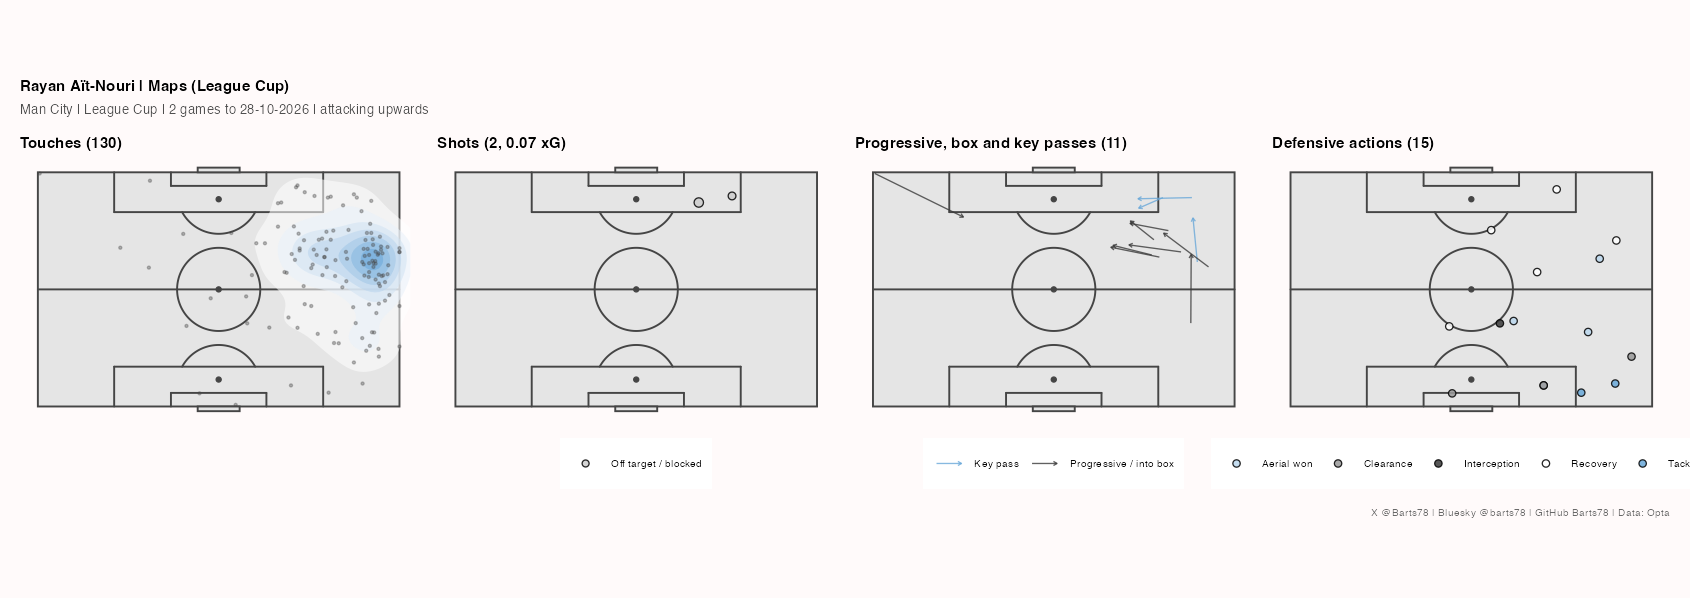 Rayan Aït-Nouri | Maps (League Cup)
Man City | League Cup | 2 games to 28-10-2026 | attacking upwards
Touches (130)
Shots (2, 0.07 xG)
Progressive, box and key passes (11)
Defensive actions (15)
Off target / blocked
Key pass
Progressive / into box
Aerial won
Clearance
Interception
Recovery
Tack
X @Barts78 | Bluesky @barts78 | GitHub Barts78 | Data: Opta